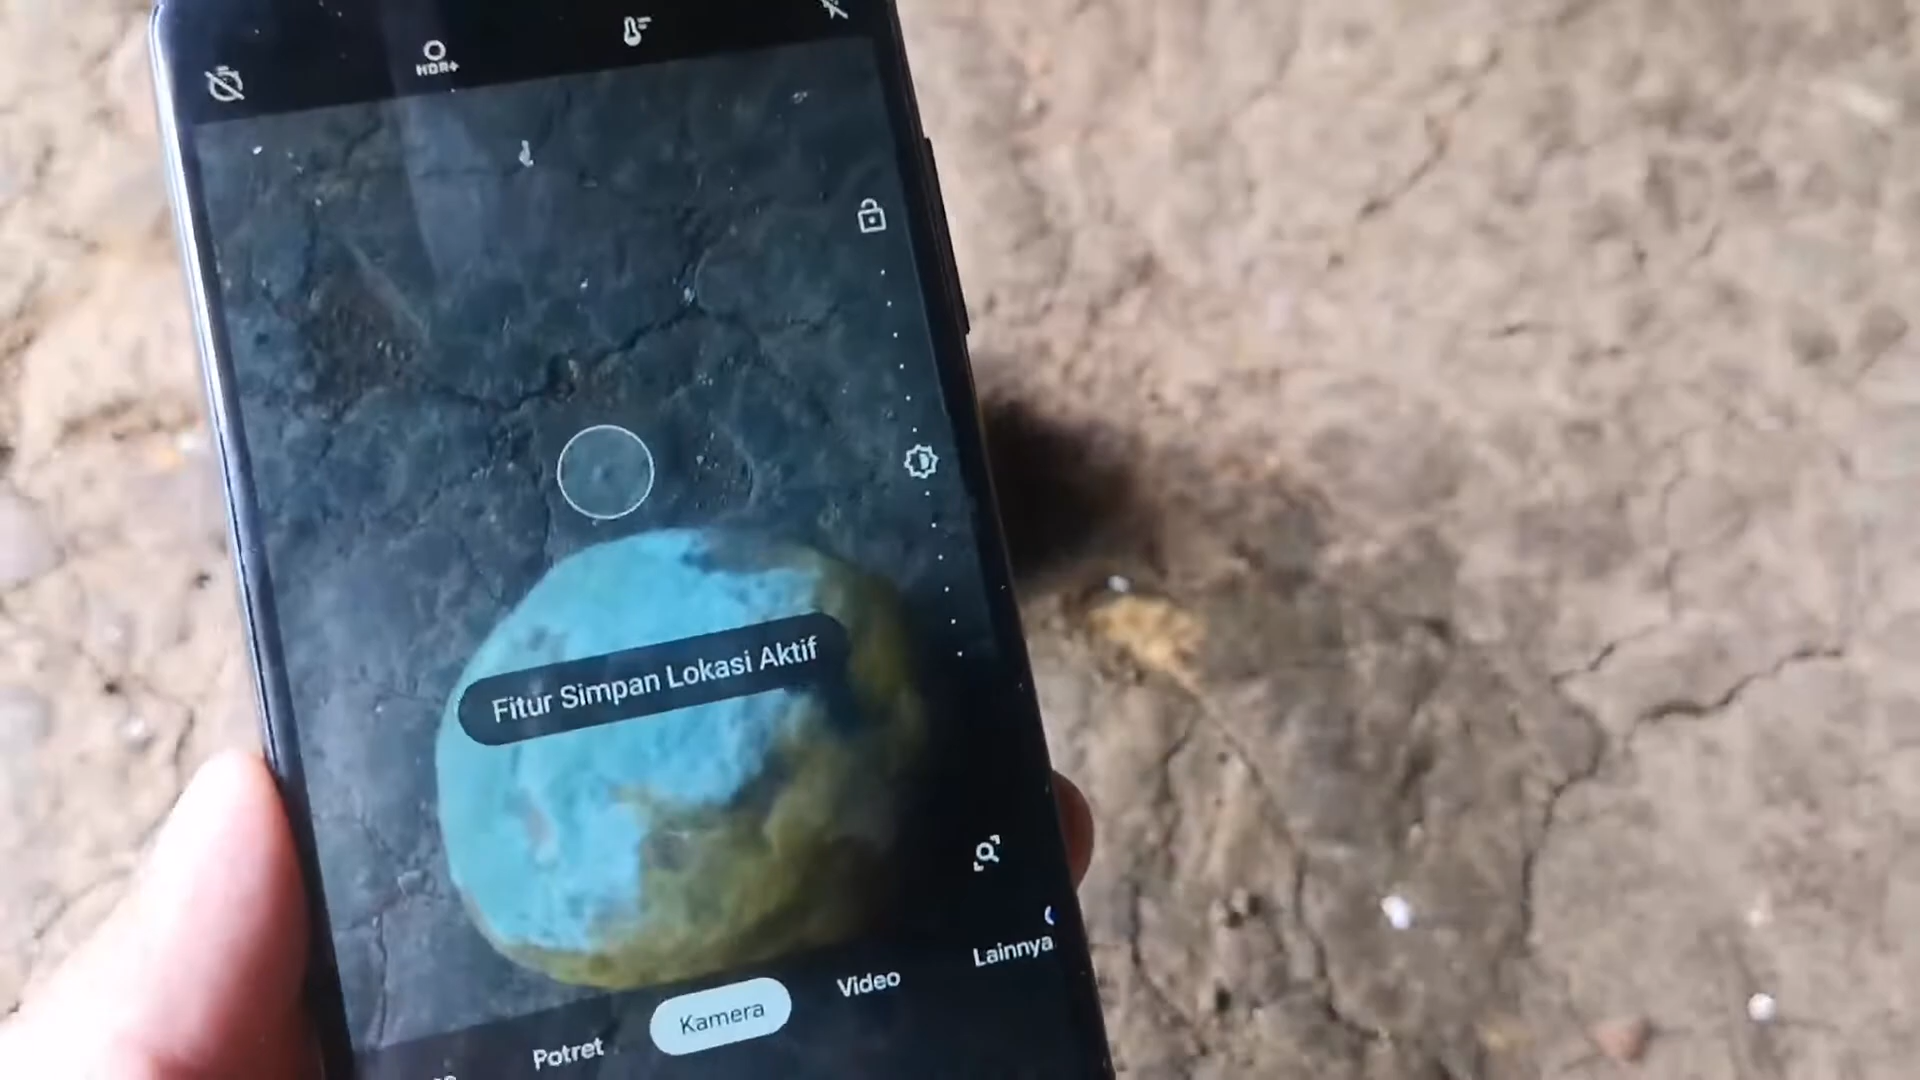 HDR+
Fitur Simpan Lokasi Aktif
Lainnya
Video
Kamera
Potret